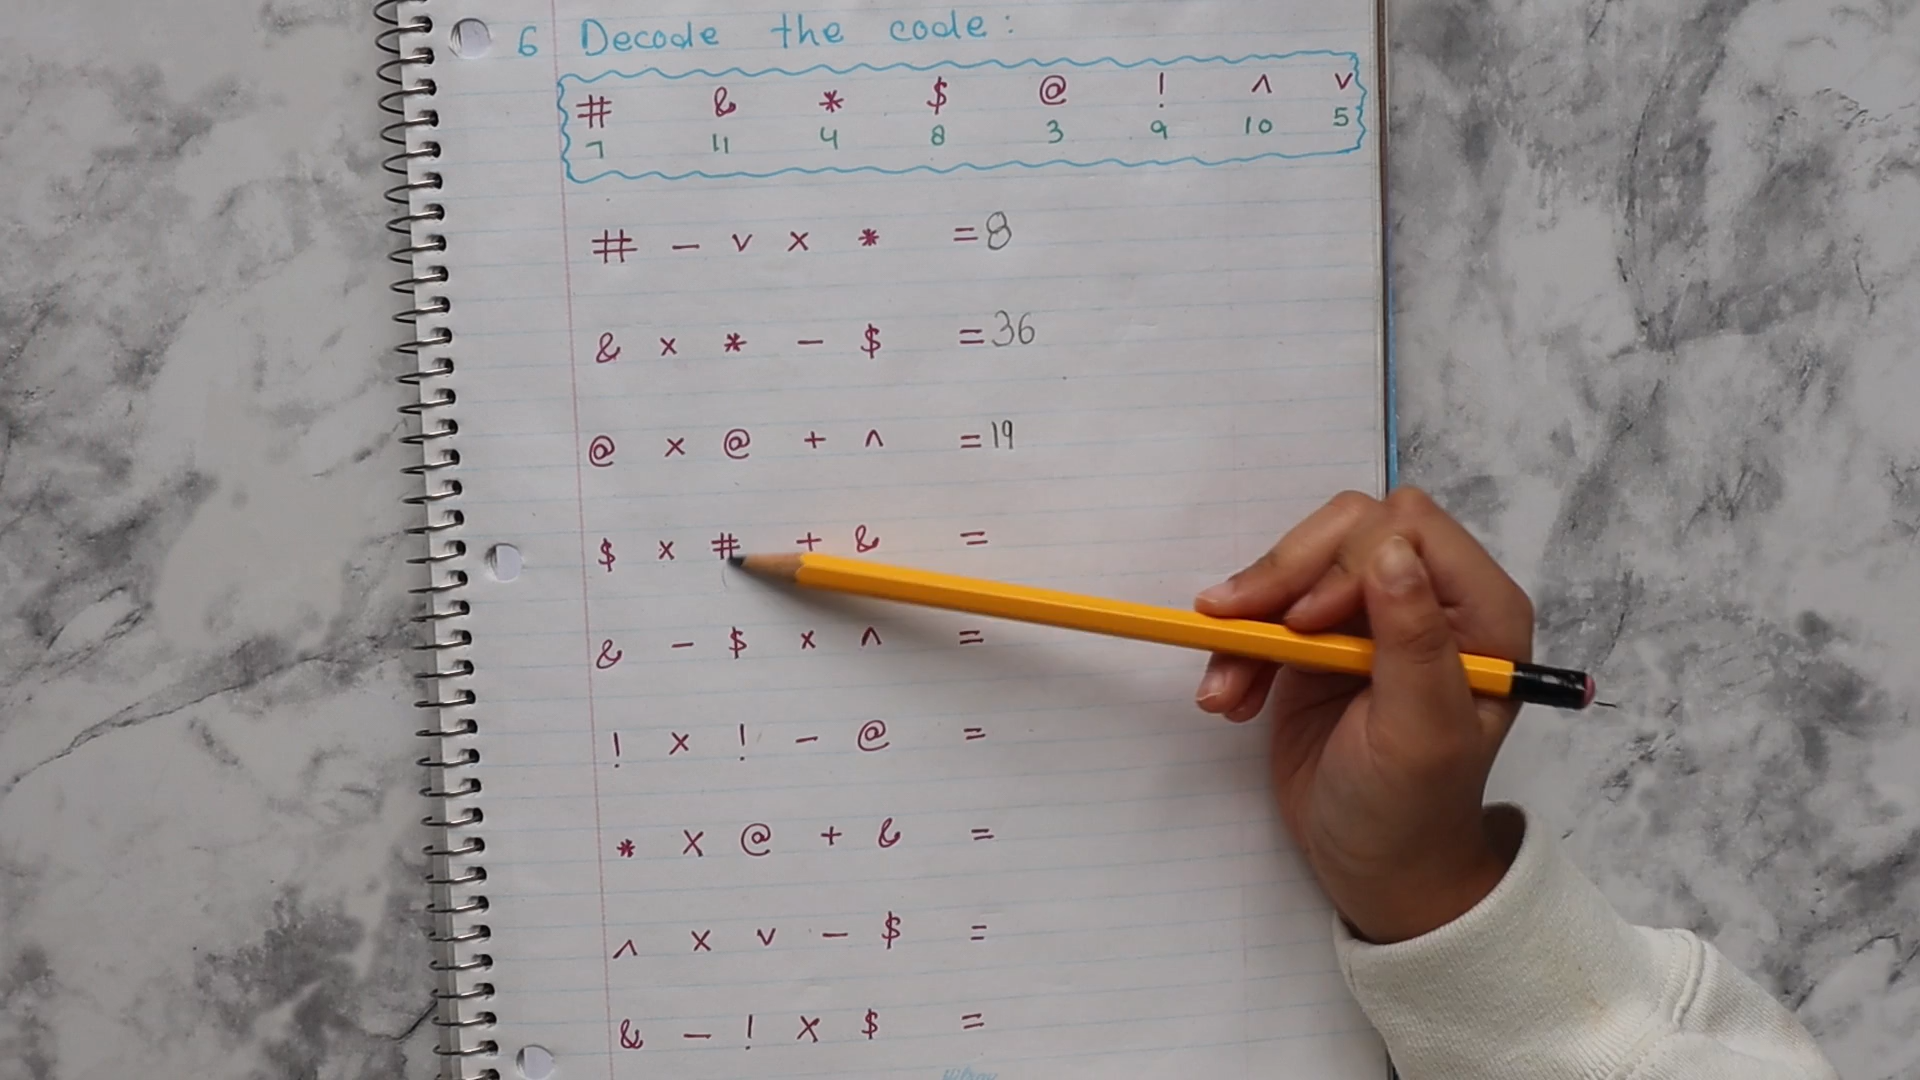 6 Decode the code:
# & * $ @ ! ^ v
7 11 4 8 3 9 10 5
# - v x * = 8
& x * - $ = 36
@ x @ + ^ = 19
$ x # + & =
& - $ x ^ =
! x ! - @ =
* x @ + & =
^ x v - $ =
& - ! x $ =